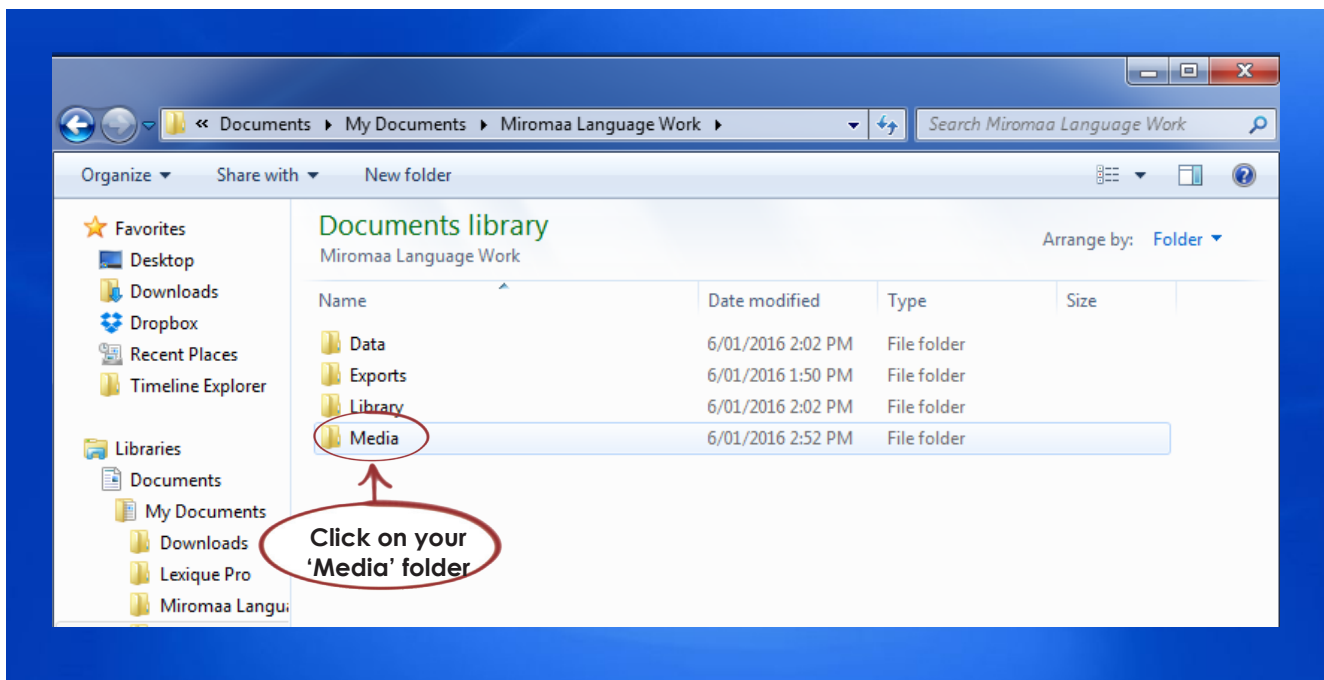 « Documents ▸ My Documents ▸ Miromaa Language Work ▸ Search Miromaa Language Work
Organize Share with New folder
Favorites
Desktop
Downloads
Dropbox
Recent Places
Timeline Explorer
Libraries
Documents
My Documents
Downloads
Lexique Pro
Miromaa Langu
Documents library
Miromaa Language Work
Arrange by: Folder
Name Date modified Type Size
Data 6/01/2016 2:02 PM File folder
Exports 6/01/2016 1:50 PM File folder
Library 6/01/2016 2:02 PM File folder
Media 6/01/2016 2:52 PM File folder
Click on your
‘Media’ folder